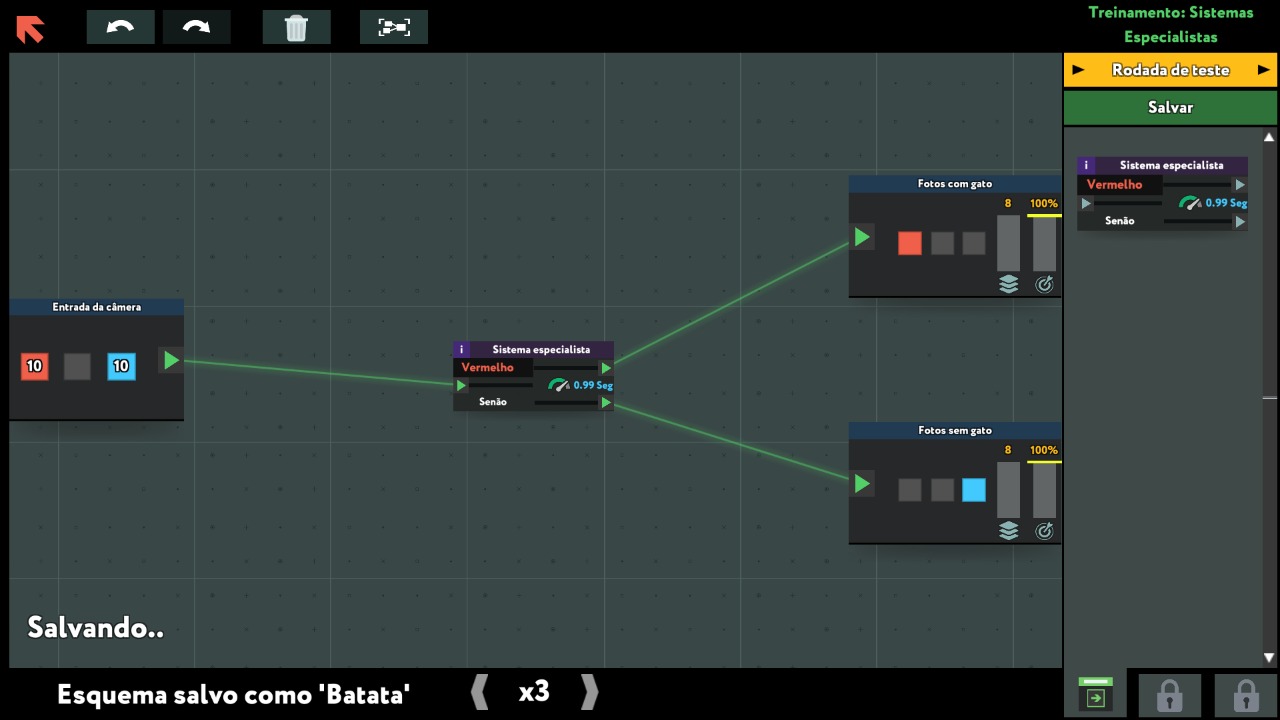 Treinamento: Sistemas
Especialistas
Rodada de teste
Salvar
Sistema especialista
Vermelho
0.99 Seg
Senão
Fotos com gato
8 100%
Entrada da câmera
10 10
Sistema especialista
Vermelho
0.99 Seg
Senão
Fotos sem gato
8 100%
Salvando..
Esquema salvo como 'Batata'
x3